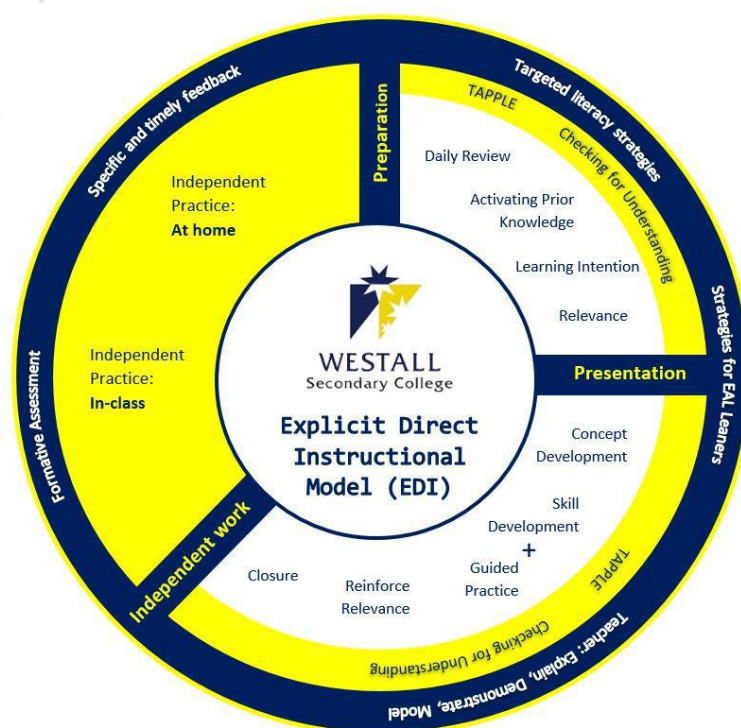 Specific and timely feedback
Targeted literacy strategies
Strategies for EAL Leaners
Teacher: Explain, Demonstrate, Model
Formative Assessment
Preparation
TAPPLE
Checking for Understanding
Daily Review
Activating Prior
Knowledge
Learning Intention
Relevance
Presentation
Concept
Development
Skill
Development
+
Guided
Practice
Reinforce
Relevance
Closure
TAPPLE
Checking for Understanding
Independent work
Independent
Practice:
In-class
Independent
Practice:
At home
WESTALL
Secondary College
Explicit Direct
Instructional
Model (EDI)